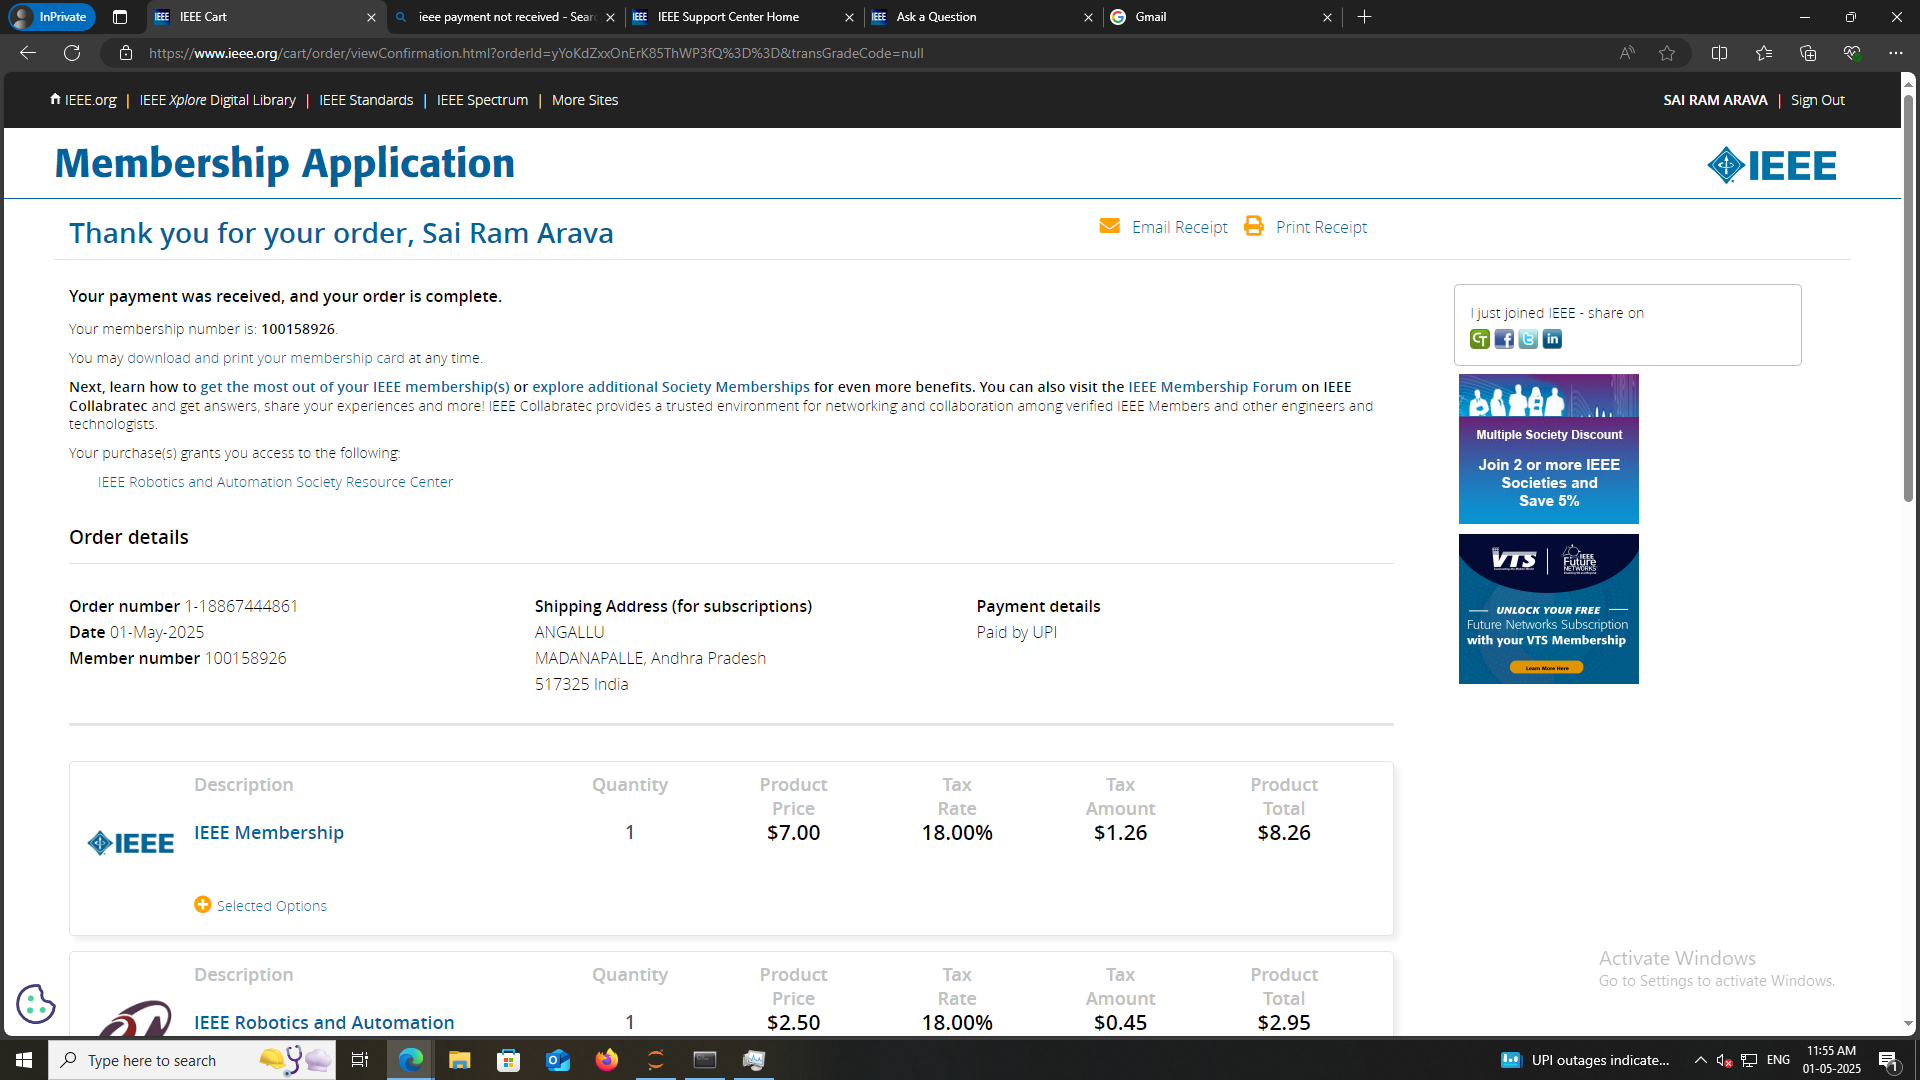 InPrivate
IEEE Cart
ieee payment not received - Sear
IEEE Support Center Home
Ask a Question
Gmail
https://www.ieee.org/cart/order/viewConfirmation.html?orderId=yYoKdZxxOnErK85ThWP3fQ%3D%3D&transGradeCode=null
IEEE.org | IEEE Xplore Digital Library | IEEE Standards | IEEE Spectrum | More Sites
SAI RAM ARAVA | Sign Out
Membership Application
IEEE
Thank you for your order, Sai Ram Arava
Email Receipt
Print Receipt
Your payment was received, and your order is complete.
Your membership number is: 100158926.
You may download and print your membership card at any time.
Next, learn how to get the most out of your IEEE membership(s) or explore additional Society Memberships for even more benefits. You can also visit the IEEE Membership Forum on IEEE
Collabratec and get answers, share your experiences and more! IEEE Collabratec provides a trusted environment for networking and collaboration among verified IEEE Members and other engineers and
technologists.
Your purchase(s) grants you access to the following:
IEEE Robotics and Automation Society Resource Center
I just joined IEEE - share on
Multiple Society Discount
Join 2 or more IEEE
Societies and
Save 5%
VTS
IEEE
Future
NETWORKS
UNLOCK YOUR FREE
Future Networks Subscription
with your VTS Membership
Learn More Here
Order details
Order number 1-18867444861
Date 01-May-2025
Member number 100158926
Shipping Address (for subscriptions)
ANGALLU
MADANAPALLE, Andhra Pradesh
517325 India
Payment details
Paid by UPI
Description Quantity Product Price Tax Rate Tax Amount Product Total
IEEE
IEEE Membership 1 $7.00 18.00% $1.26 $8.26
Selected Options
Description Quantity Product Price Tax Rate Tax Amount Product Total
IEEE Robotics and Automation 1 $2.50 18.00% $0.45 $2.95
Activate Windows
Go to Settings to activate Windows.
Type here to search
UPI outages indicate...
ENG
11:55 AM
01-05-2025
1